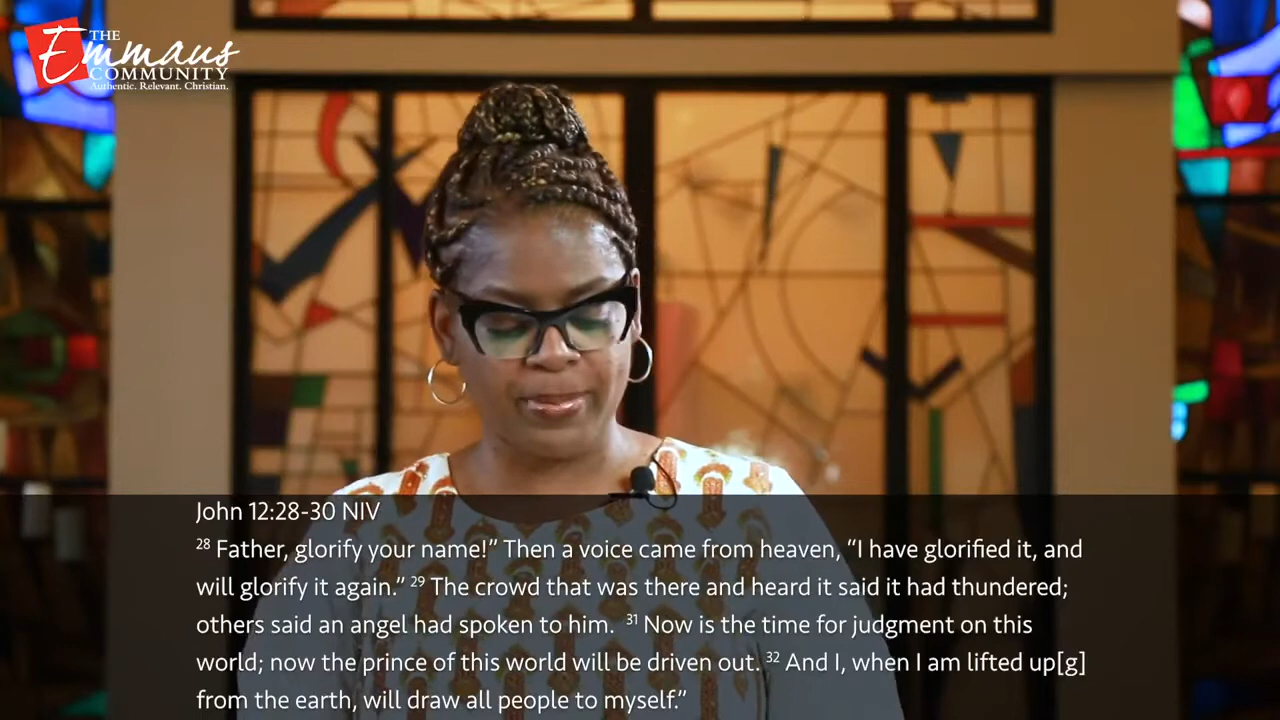 THE
Emmaus
COMMUNITY
Authentic. Relevant. Christian.
John 12:28-30 NIV
28 Father, glorify your name!” Then a voice came from heaven, “I have glorified it, and
will glorify it again.” 29 The crowd that was there and heard it said it had thundered;
others said an angel had spoken to him. 31 Now is the time for judgment on this
world; now the prince of this world will be driven out. 32 And I, when I am lifted up[g]
from the earth, will draw all people to myself.”